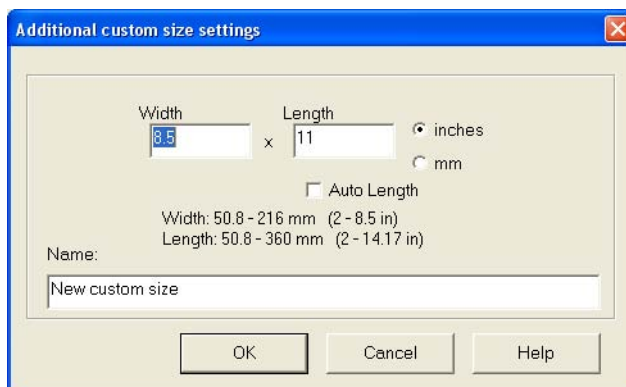 Additional custom size settings
Width Length
8.5 x 11 inches
mm
Auto Length
Width: 50.8 - 216 mm (2 - 8.5 in)
Length: 50.8 - 360 mm (2 - 14.17 in)
Name:
New custom size
OK Cancel Help